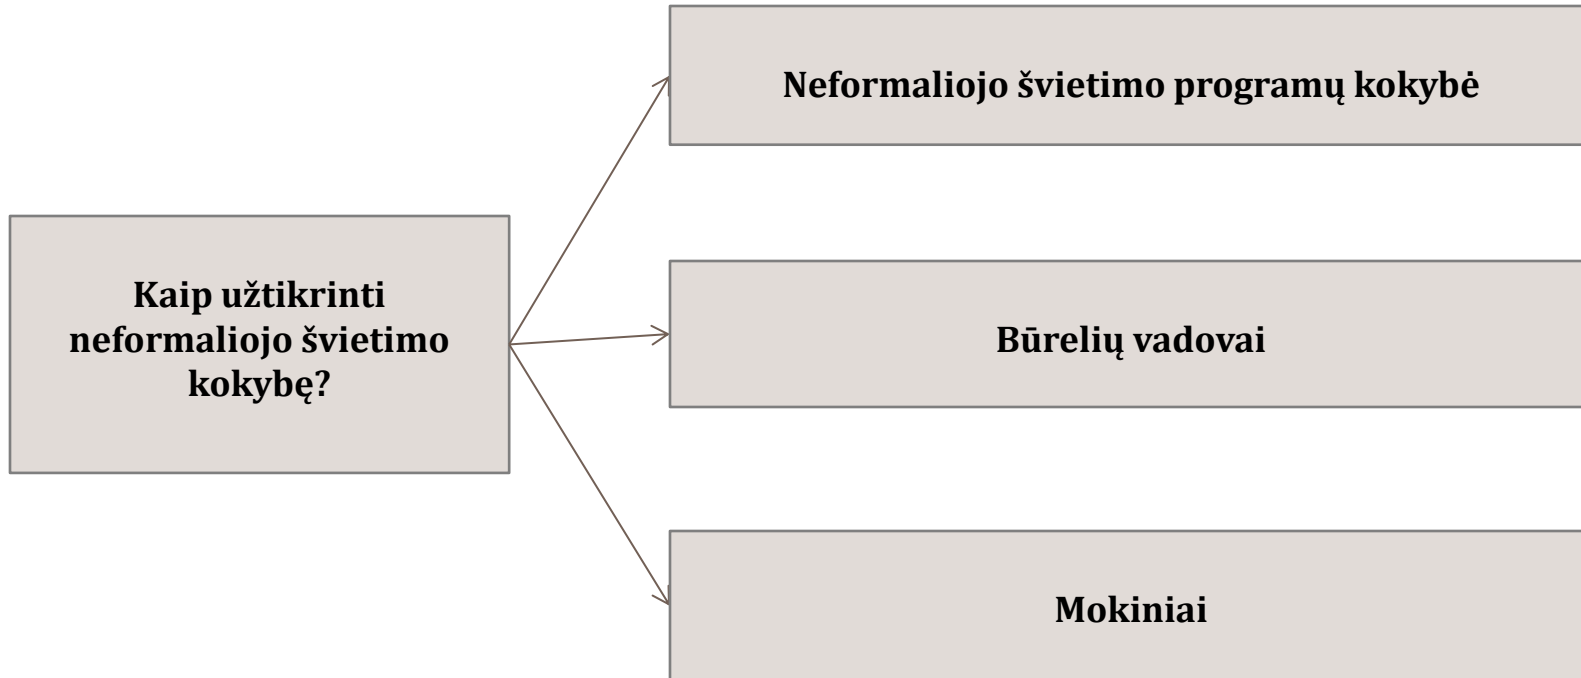 Neformaliojo švietimo programų kokybė
Kaip užtikrinti
neformaliojo švietimo
kokybę?
Būrelių vadovai
Mokiniai